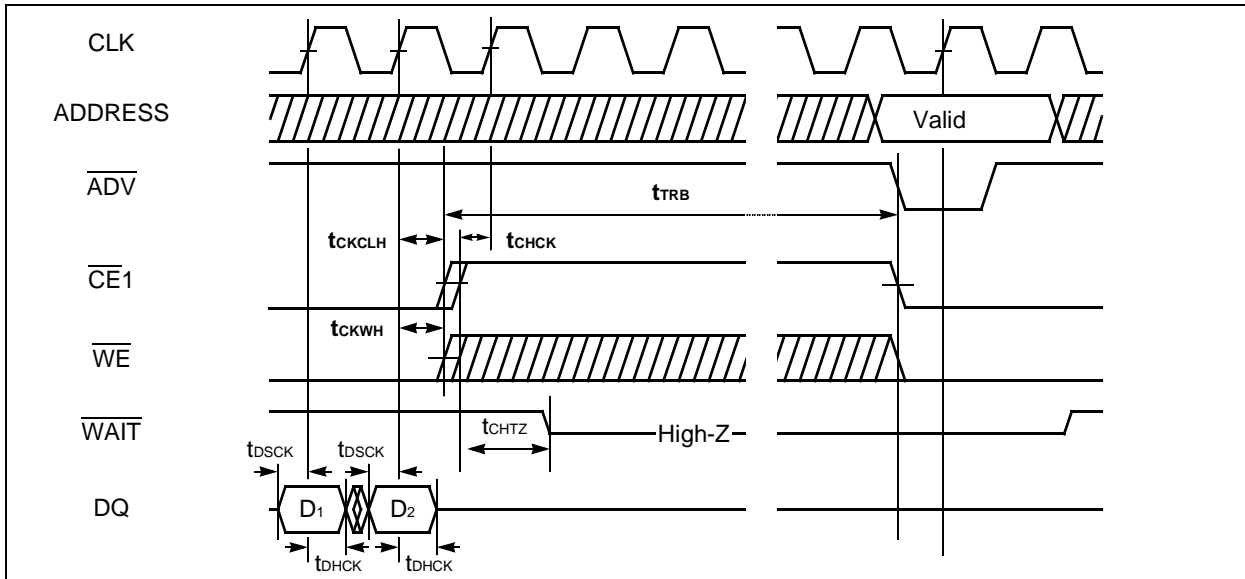 CLK
ADDRESS
Valid
ADV
tTRB
tCKCLH
tCHCK
CE1
tCKWH
WE
WAIT
tCHTZ
High-Z
tDSCK
tDSCK
DQ
D1
D2
tDHCK
tDHCK